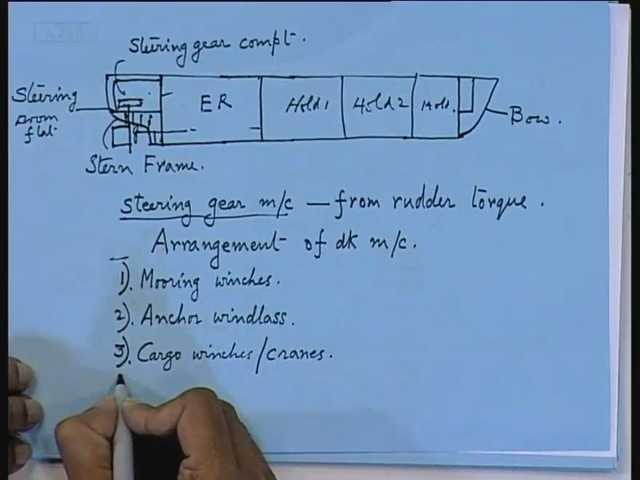 Steering gear compt.
Steering room flat.
ER
Hold 1
Hold 2
Hold.
Bow.
Stern Frame.
Steering gear m/c — from rudder torque.
Arrangement of dk m/c.
1). Mooring winches.
2). Anchor windlass.
3). Cargo winches/cranes.